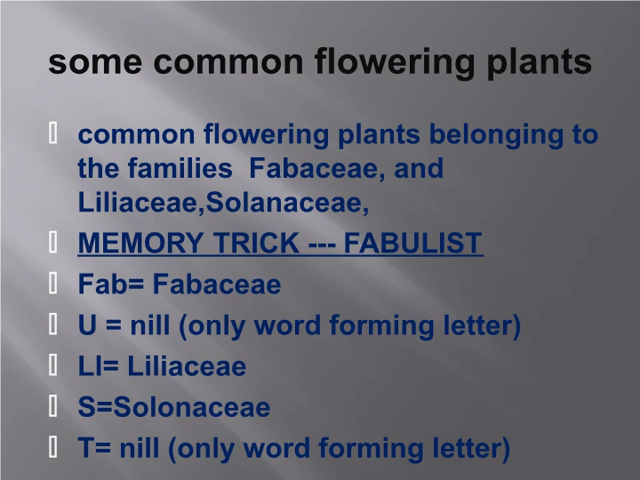 some common flowering plants
common flowering plants belonging to
the families Fabaceae, and
Liliaceae,Solanaceae,
MEMORY TRICK --- FABULIST
Fab= Fabaceae
U = nill (only word forming letter)
LI= Liliaceae
S=Solonaceae
T= nill (only word forming letter)